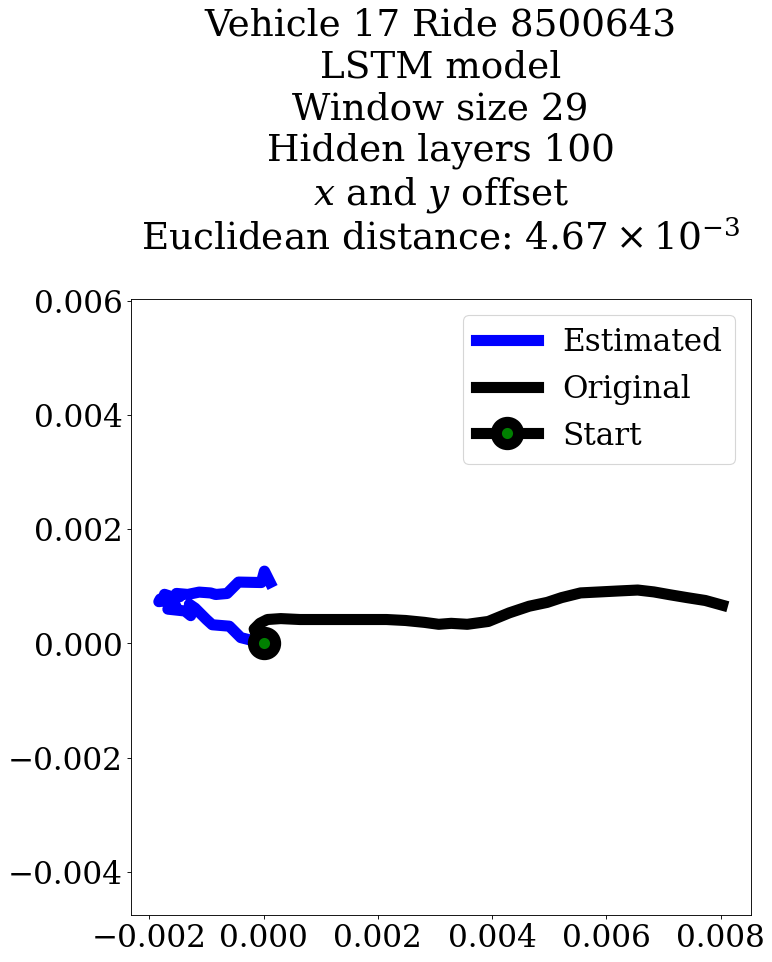 Vehicle 17 Ride 8500643
LSTM model
Window size 29
Hidden layers 100
x and y offset
Euclidean distance: 4.67 × 10⁻³
0.006
0.004
0.002
0.000
−0.002
−0.004
Estimated
Original
Start
−0.002 0.000 0.002 0.004 0.006 0.008